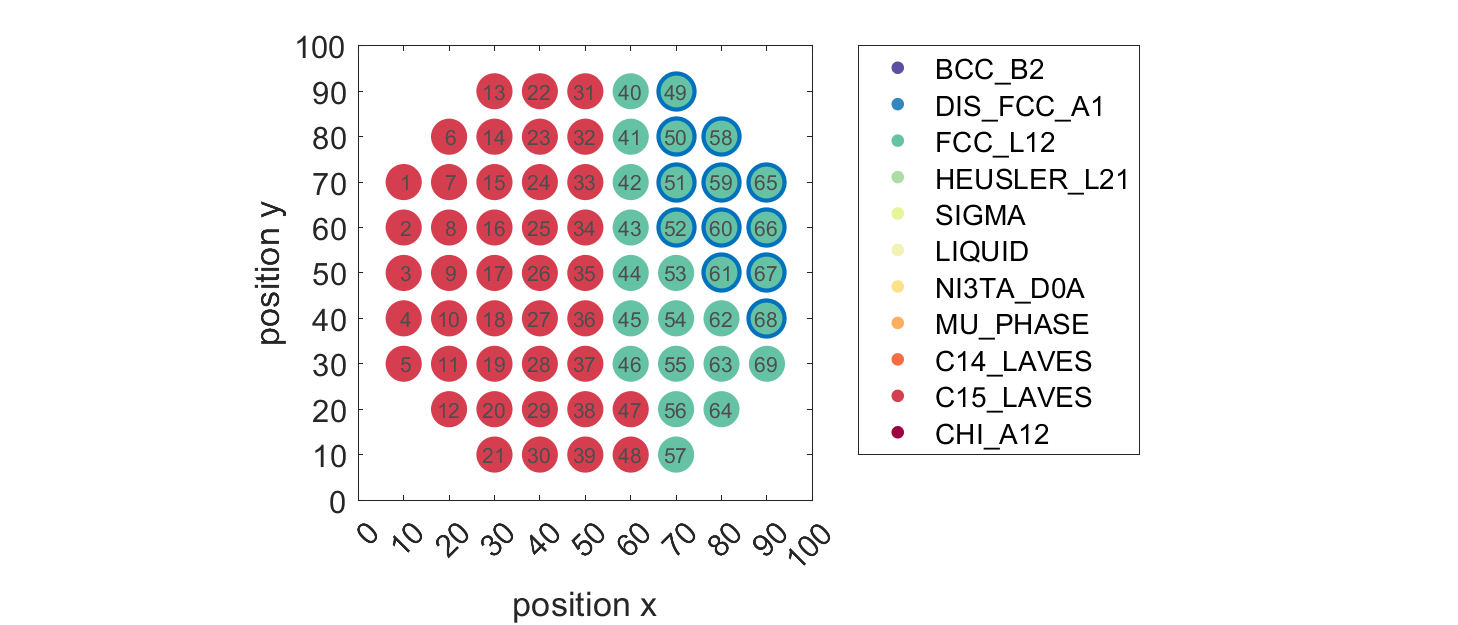 100
90
80
70
60
50
40
30
20
10
0
position y
13 22 31 40 49
6 14 23 32 41 50 58
1 7 15 24 33 42 51 59 65
2 8 16 25 34 43 52 60 66
3 9 17 26 35 44 53 61 67
4 10 18 27 36 45 54 62 68
5 11 19 28 37 46 55 63 69
12 20 29 38 47 56 64
21 30 39 48 57
0 10 20 30 40 50 60 70 80 90 100
position x
BCC_B2
DIS_FCC_A1
FCC_L12
HEUSLER_L21
SIGMA
LIQUID
NI3TA_D0A
MU_PHASE
C14_LAVES
C15_LAVES
CHI_A12